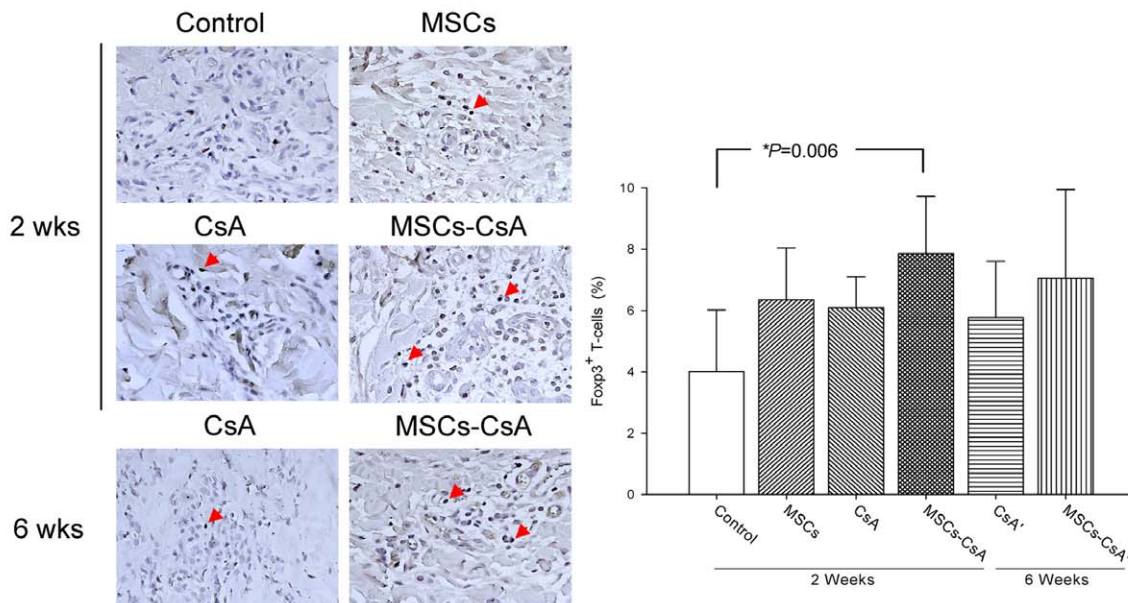 Control MSCs
2 wks
CsA MSCs-CsA
CsA MSCs-CsA
6 wks
*P=0.006
Foxp3+ T-cells (%)
10
8
6
4
2
0
Control MSCs CsA MSCs-CsA CsA' MSCs-CsA'
2 Weeks 6 Weeks